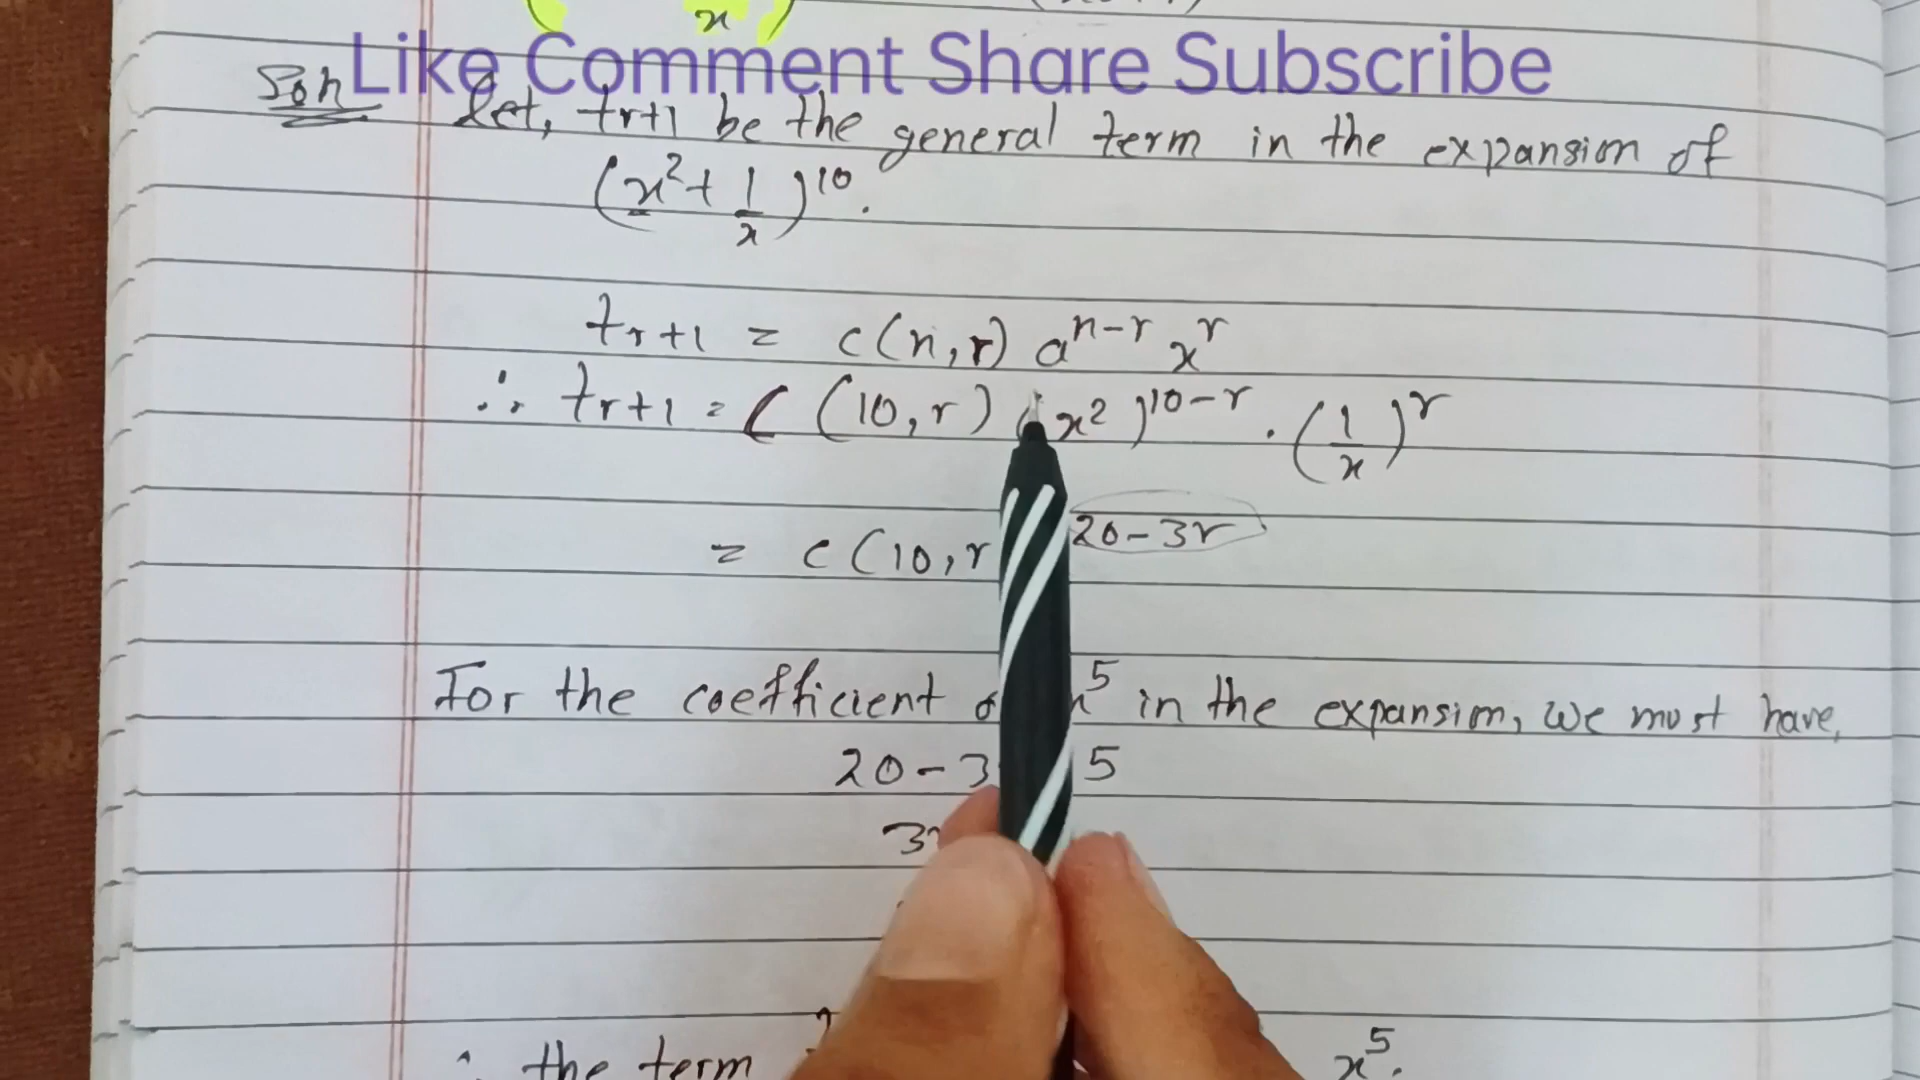 x
Like Comment Share Subscribe
Soln
Let, tr+1 be the general term in the expansion of
(x² + 1/x)¹⁰.
tr+1 = c(n,r) aⁿ⁻ʳ xʳ
∴ tr+1 = C (10,r) (x²)¹⁰⁻ʳ . (1/x)ʳ
= c(10,r 20-3r
For the coefficient x⁵ in the expansion, we must have,
20-3 5
3r
∴ the term x⁵.